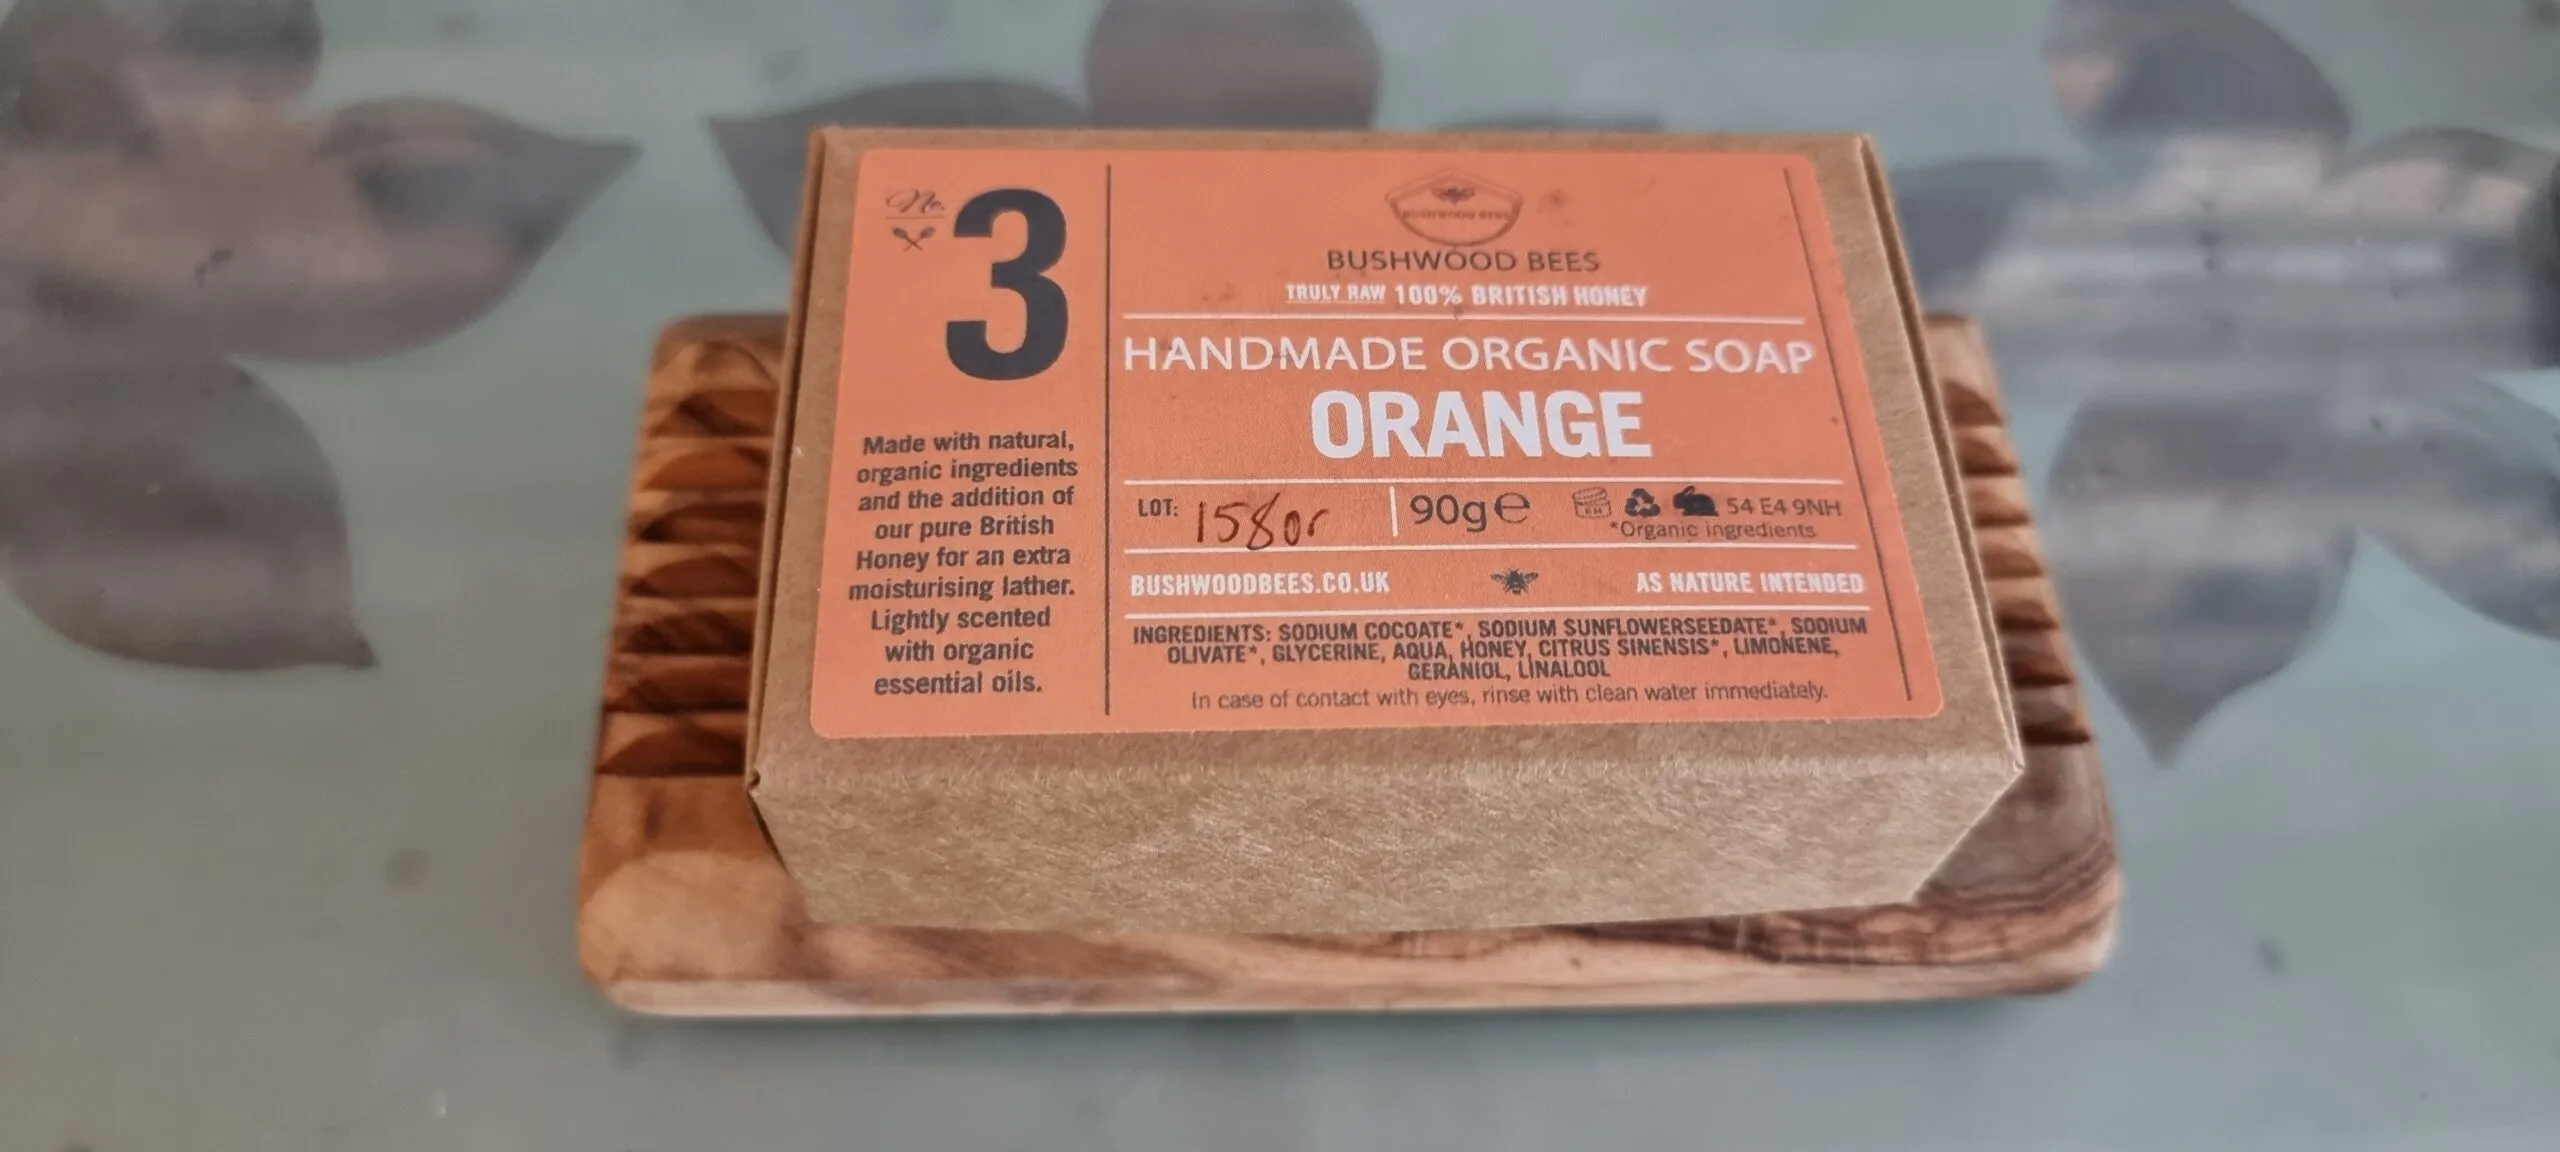 No.
3
Made with natural,
organic ingredients
and the addition of
our pure British
Honey for an extra
moisturising lather.
Lightly scented
with organic
essential oils.
BUSHWOOD BEES
BUSHWOOD BEES
TRULY RAW 100% BRITISH HONEY
HANDMADE ORGANIC SOAP
ORANGE
LOT: 158or
90g℮
54 E4 9NH
*Organic ingredients
BUSHWOODBEES.CO.UK
AS NATURE INTENDED
INGREDIENTS: SODIUM COCOATE*, SODIUM SUNFLOWERSEEDATE*, SODIUM
OLIVATE*, GLYCERINE, AQUA, HONEY, CITRUS SINENSIS*, LIMONENE,
GERANIOL, LINALOOL
In case of contact with eyes, rinse with clean water immediately.